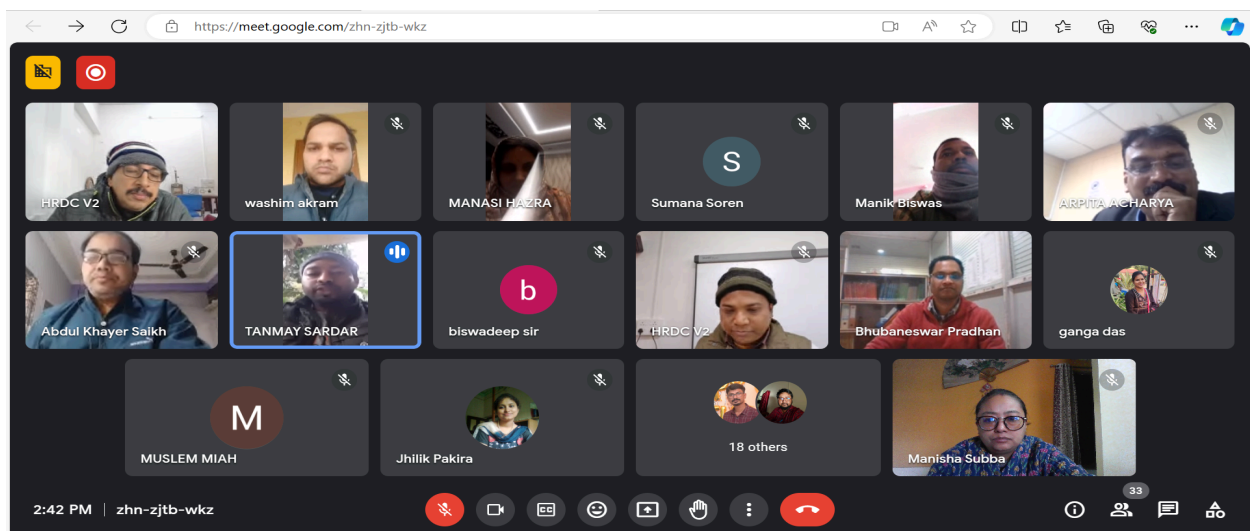 https://meet.google.com/zhn-zjtb-wkz
HRDC V2
washim akram
MANASI HAZRA
S
Sumana Soren
Manik Biswas
ARPITA ACHARYA
Abdul Khayer Saikh
TANMAY SARDAR
b
biswadeep sir
HRDC V2
Bhubaneswar Pradhan
ganga das
M
MUSLEM MIAH
Jhilik Pakira
18 others
Manisha Subba
2:42 PM | zhn-zjtb-wkz
CC
33